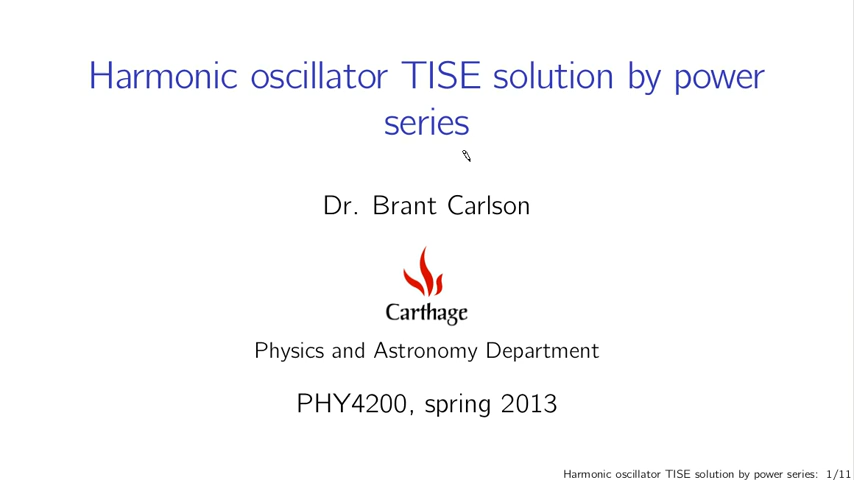 Harmonic oscillator TISE solution by power
series
Dr. Brant Carlson
Carthage
Physics and Astronomy Department
PHY4200, spring 2013
Harmonic oscillator TISE solution by power series: 1/11